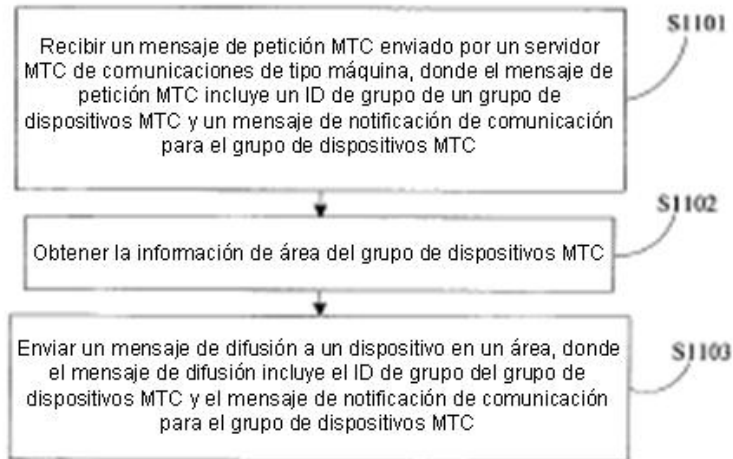 S1101
Recibir un mensaje de petición MTC enviado por un servidor
MTC de comunicaciones de tipo máquina, donde el mensaje de
petición MTC incluye un ID de grupo de un grupo de
dispositivos MTC y un mensaje de notificación de comunicación
para el grupo de dispositivos MTC
S1102
Obtener la información de área del grupo de dispositivos MTC
Enviar un mensaje de difusión a un dispositivo en un área, donde
S1103
el mensaje de difusión incluye el ID de grupo del grupo de
dispositivos MTC y el mensaje de notificación de comunicación
para el grupo de dispositivos MTC